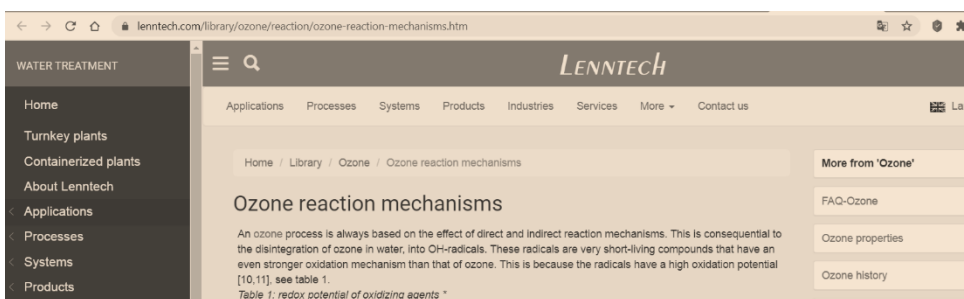 lenntech.com/library/ozone/reaction/ozone-reaction-mechanisms.htm
WATER TREATMENT
LENNTECH
Home
Turnkey plants
Containerized plants
About Lenntech
Applications
Processes
Systems
Products
Applications Processes Systems Products Industries Services More Contact us La
Home / Library / Ozone / Ozone reaction mechanisms
Ozone reaction mechanisms
An ozone process is always based on the effect of direct and indirect reaction mechanisms. This is consequential to
the disintegration of ozone in water, into OH-radicals. These radicals are very short-living compounds that have an
even stronger oxidation mechanism than that of ozone. This is because the radicals have a high oxidation potential
[10,11], see table 1.
Table 1: redox potential of oxidizing agents *
More from 'Ozone'
FAQ-Ozone
Ozone properties
Ozone history